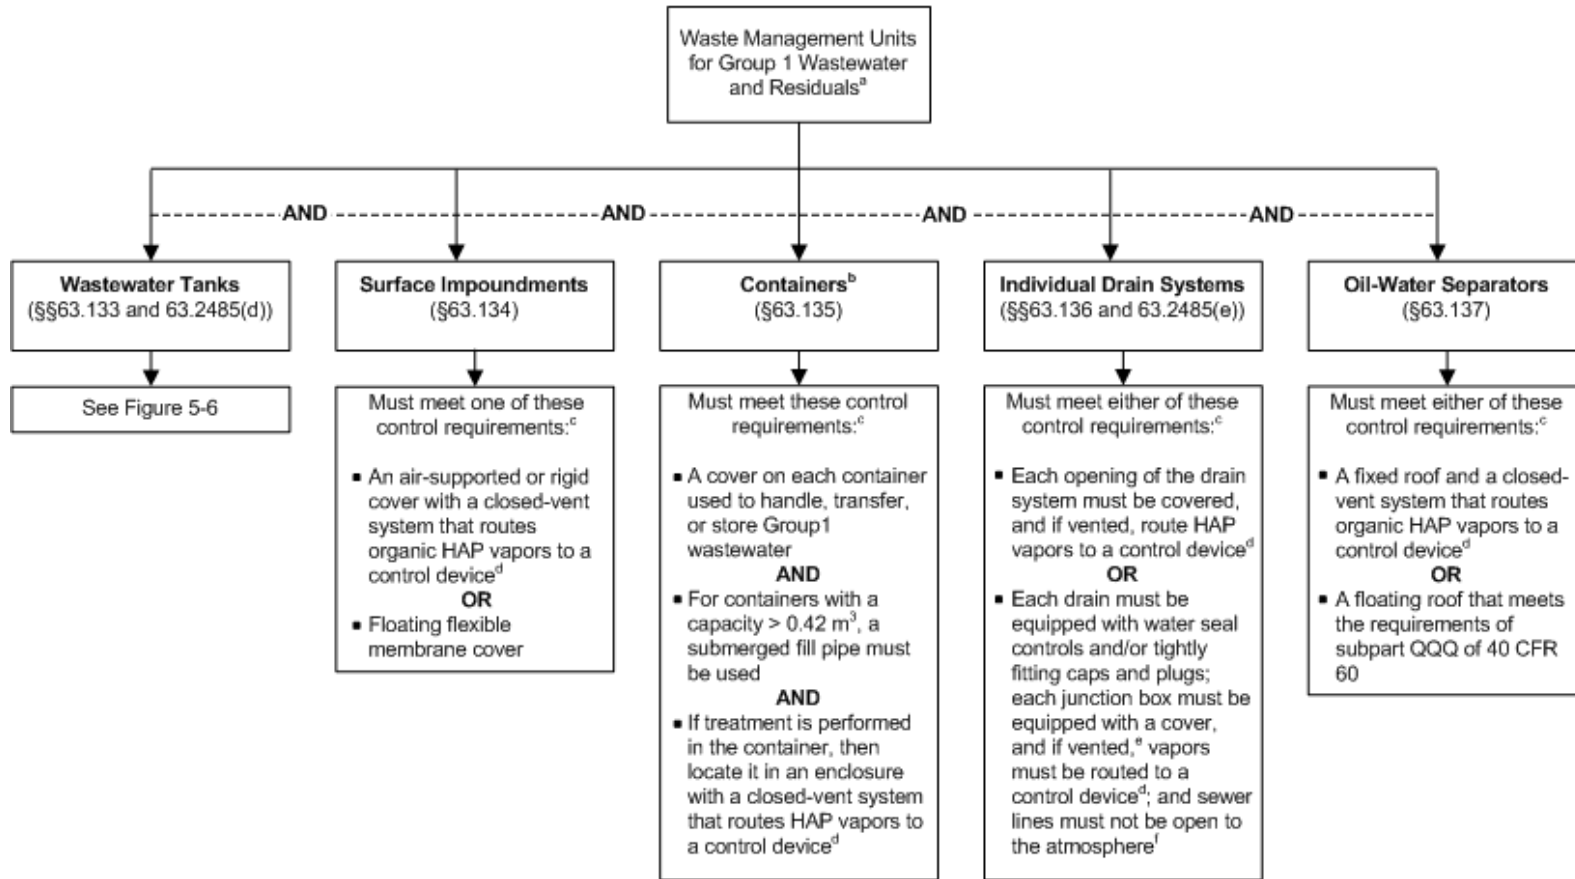 Waste Management Units
for Group 1 Wastewater
and Residualsᵃ
AND
AND
AND
AND
Wastewater Tanks
(§§63.133 and 63.2485(d))
See Figure 5-6
Surface Impoundments
(§63.134)
Must meet one of these
control requirements:ᶜ
▪ An air-supported or rigid
cover with a closed-vent
system that routes
organic HAP vapors to a
control deviceᵈ
OR
▪ Floating flexible
membrane cover
Containersᵇ
(§63.135)
Must meet these control
requirements:ᶜ
▪ A cover on each container
used to handle, transfer,
or store Group1
wastewater
AND
▪ For containers with a
capacity > 0.42 m³, a
submerged fill pipe must
be used
AND
▪ If treatment is performed
in the container, then
locate it in an enclosure
with a closed-vent system
that routes HAP vapors to
a control deviceᵈ
Individual Drain Systems
(§§63.136 and 63.2485(e))
Must meet either of these
control requirements:ᶜ
▪ Each opening of the drain
system must be covered,
and if vented, route HAP
vapors to a control deviceᵈ
OR
▪ Each drain must be
equipped with water seal
controls and/or tightly
fitting caps and plugs;
each junction box must be
equipped with a cover,
and if vented,ᵉ vapors
must be routed to a
control deviceᵈ; and sewer
lines must not be open to
the atmosphereᶠ
Oil-Water Separators
(§63.137)
Must meet either of these
control requirements:ᶜ
▪ A fixed roof and a closed-
vent system that routes
organic HAP vapors to a
control deviceᵈ
OR
▪ A floating roof that meets
the requirements of
subpart QQQ of 40 CFR
60